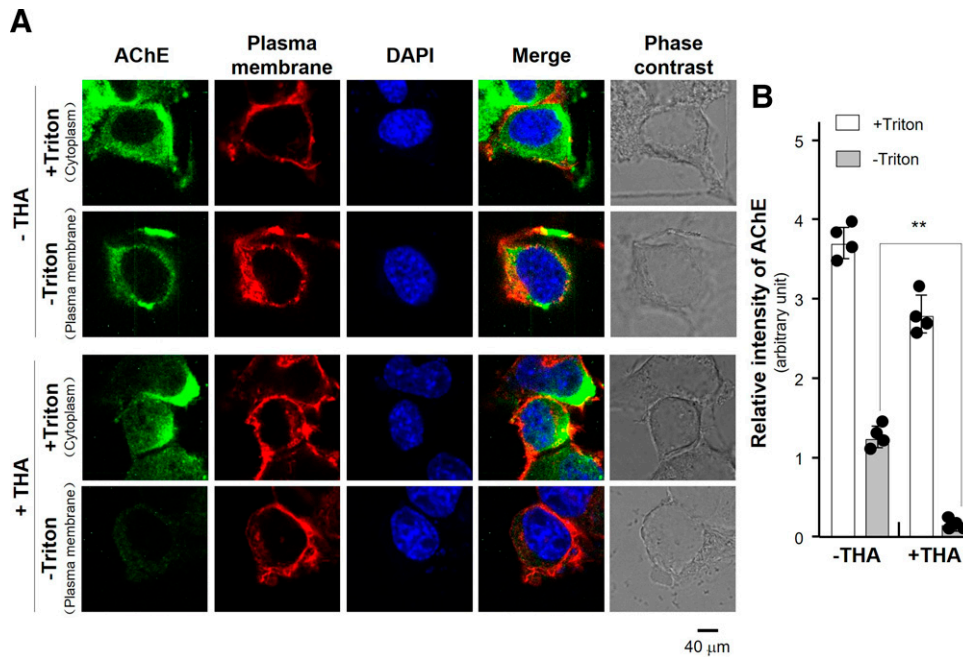 A
AChE
Plasma
membrane
DAPI
Merge
Phase
contrast
- THA
+Triton
(Cytoplasm)
-Triton
(Plasma membrane)
+ THA
+Triton
(Cytoplasm)
-Triton
(Plasma membrane)
40 μm
B
Relative intensity of AChE
(arbitrary unit)
+Triton
-Triton
5
4
3
2
1
0
**
-THA
+THA